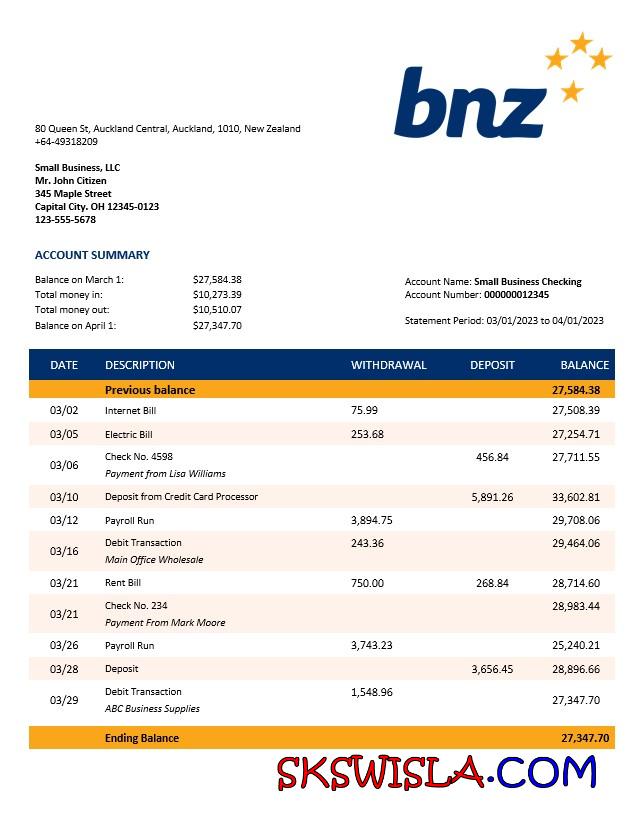 bnz
80 Queen St, Auckland Central, Auckland, 1010, New Zealand
+64-49318209
Small Business, LLC
Mr. John Citizen
345 Maple Street
Capital City. OH 12345-0123
123-555-5678
ACCOUNT SUMMARY
Balance on March 1: $27,584.38
Total money in: $10,273.39
Total money out: $10,510.07
Balance on April 1: $27,347.70
Account Name: Small Business Checking
Account Number: 000000012345
Statement Period: 03/01/2023 to 04/01/2023
DATE DESCRIPTION WITHDRAWAL DEPOSIT BALANCE
Previous balance 27,584.38
03/02 Internet Bill 75.99 27,508.39
03/05 Electric Bill 253.68 27,254.71
03/06 Check No. 4598 456.84 27,711.55
Payment from Lisa Williams
03/10 Deposit from Credit Card Processor 5,891.26 33,602.81
03/12 Payroll Run 3,894.75 29,708.06
03/16 Debit Transaction 243.36 29,464.06
Main Office Wholesale
03/21 Rent Bill 750.00 268.84 28,714.60
03/21 Check No. 234 28,983.44
Payment From Mark Moore
03/26 Payroll Run 3,743.23 25,240.21
03/28 Deposit 3,656.45 28,896.66
03/29 Debit Transaction 1,548.96 27,347.70
ABC Business Supplies
Ending Balance 27,347.70
SKSWISLA.COM